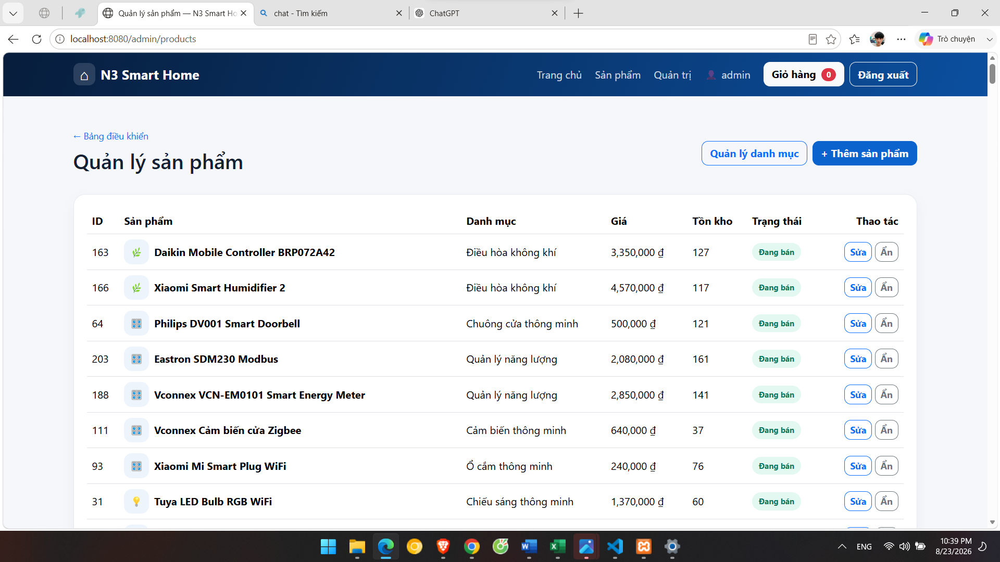 Quản lý sản phẩm — N3 Smart Ho
chat - Tìm kiếm
ChatGPT
localhost:8080/admin/products
Trò chuyện
N3 Smart Home
Trang chủ
Sản phẩm
Quản trị
admin
Giỏ hàng 0
Đăng xuất
← Bảng điều khiển
Quản lý sản phẩm
Quản lý danh mục
+ Thêm sản phẩm
ID Sản phẩm Danh mục Giá Tồn kho Trạng thái Thao tác
163 Daikin Mobile Controller BRP072A42 Điều hòa không khí 3,350,000 ₫ 127 Đang bán Sửa Ẩn
166 Xiaomi Smart Humidifier 2 Điều hòa không khí 4,570,000 ₫ 117 Đang bán Sửa Ẩn
64 Philips DV001 Smart Doorbell Chuông cửa thông minh 500,000 ₫ 121 Đang bán Sửa Ẩn
203 Eastron SDM230 Modbus Quản lý năng lượng 2,080,000 ₫ 161 Đang bán Sửa Ẩn
188 Vconnex VCN-EM0101 Smart Energy Meter Quản lý năng lượng 2,850,000 ₫ 141 Đang bán Sửa Ẩn
111 Vconnex Cảm biến cửa Zigbee Cảm biến thông minh 640,000 ₫ 37 Đang bán Sửa Ẩn
93 Xiaomi Mi Smart Plug WiFi Ổ cắm thông minh 240,000 ₫ 76 Đang bán Sửa Ẩn
31 Tuya LED Bulb RGB WiFi Chiếu sáng thông minh 1,370,000 ₫ 60 Đang bán Sửa Ẩn
ENG
10:39 PM
8/23/2026